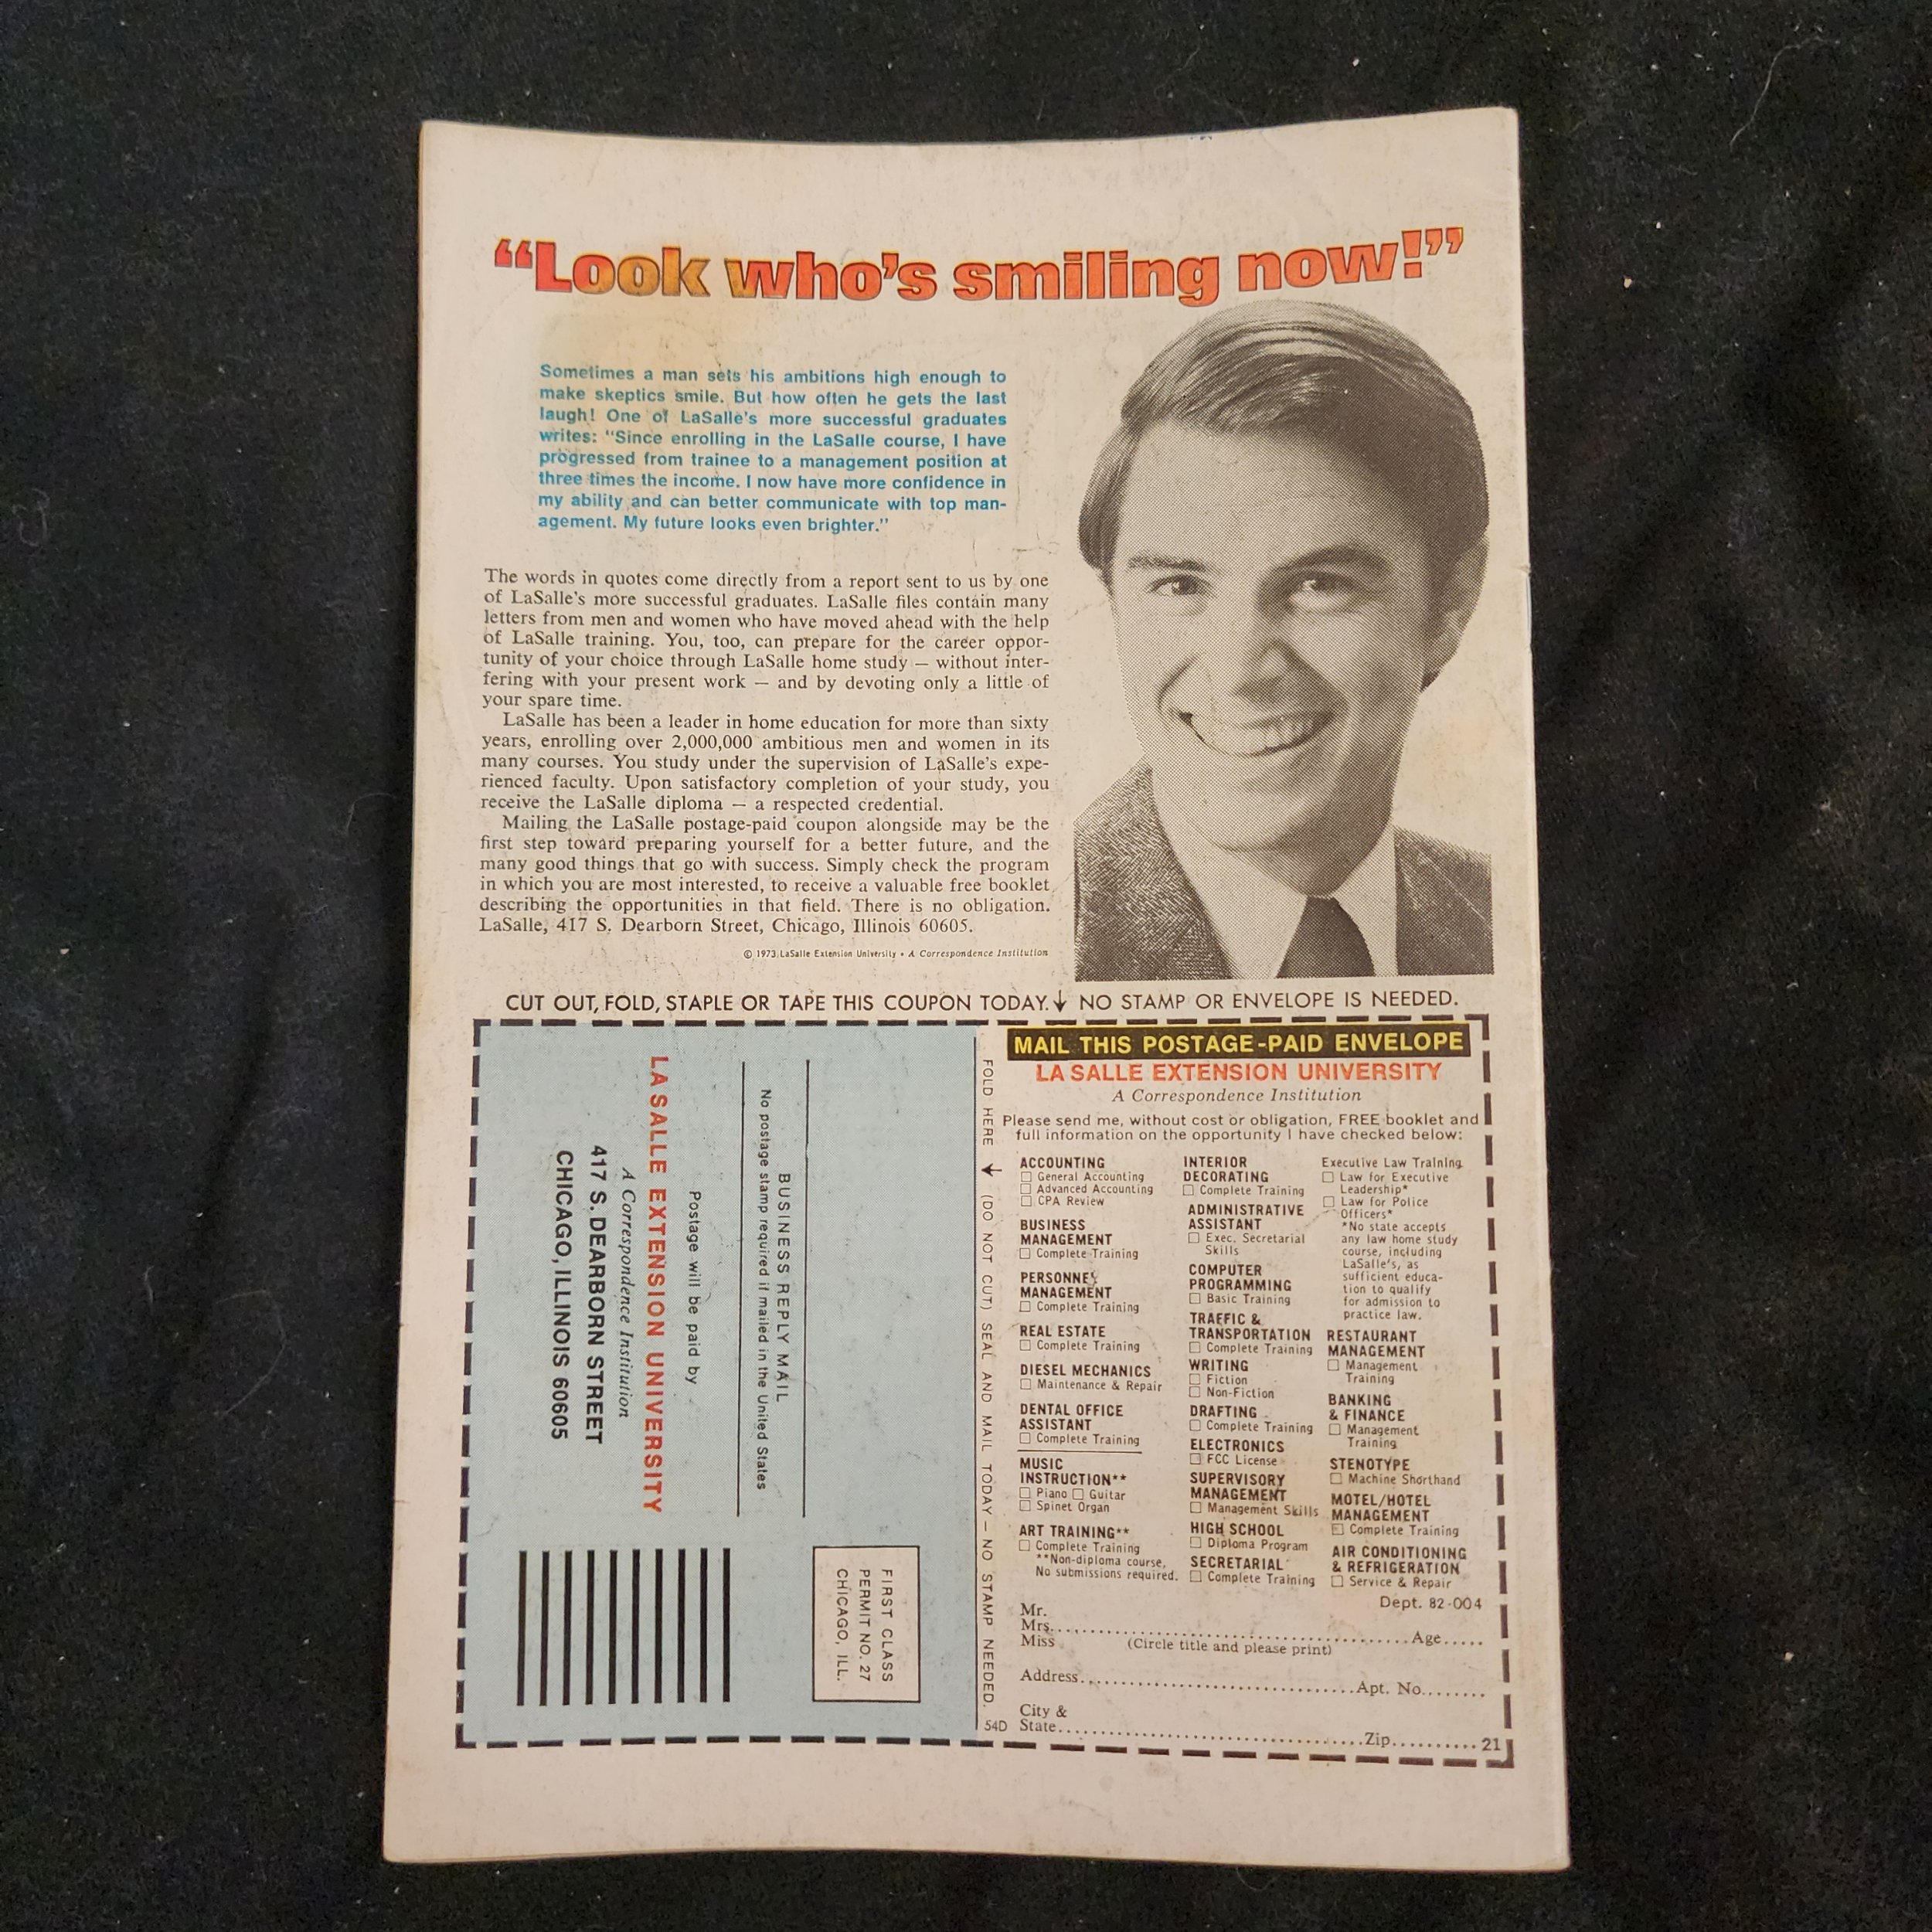 “Look who's smiling now!”
Sometimes a man sets his ambitions high enough to
make skeptics smile. But how often he gets the last
laugh! One of LaSalle's more successful graduates
writes: “Since enrolling in the LaSalle course, I have
progressed from trainee to a management position at
three times the income. I now have more confidence in
my ability and can better communicate with top man-
agement. My future looks even brighter.”
The words in quotes come directly from a report sent to us by one
of LaSalle's more successful graduates. LaSalle files contain many
letters from men and women who have moved ahead with the help
of LaSalle training. You, too, can prepare for the career oppor-
tunity of your choice through LaSalle home study — without inter-
fering with your present work — and by devoting only a little of
your spare time.
LaSalle has been a leader in home education for more than sixty
years, enrolling over 2,000,000 ambitious men and women in its
many courses. You study under the supervision of LaSalle's expe-
rienced faculty. Upon satisfactory completion of your study, you
receive the LaSalle diploma — a respected credential.
Mailing the LaSalle postage-paid coupon alongside may be the
first step toward preparing yourself for a better future, and the
many good things that go with success. Simply check the program
in which you are most interested, to receive a valuable free booklet
describing the opportunities in that field. There is no obligation.
LaSalle, 417 S. Dearborn Street, Chicago, Illinois 60605.
© 1973 LaSalle Extension University • A Correspondence Institution
CUT OUT, FOLD, STAPLE OR TAPE THIS COUPON TODAY. ↓ NO STAMP OR ENVELOPE IS NEEDED.
FIRST CLASS
PERMIT NO. 27
CHICAGO, ILL.
BUSINESS REPLY MAIL
No postage stamp required if mailed in the United States
Postage will be paid by
LASALLE EXTENSION UNIVERSITY
A Correspondence Institution
417 S. DEARBORN STREET
CHICAGO, ILLINOIS 60605
FOLD HERE ↓ (DO NOT CUT) SEAL AND MAIL TODAY — NO STAMP NEEDED.
54D
MAIL THIS POSTAGE-PAID ENVELOPE
LA SALLE EXTENSION UNIVERSITY
A Correspondence Institution
Please send me, without cost or obligation, FREE booklet and
full information on the opportunity I have checked below:
ACCOUNTING
☐ General Accounting
☐ Advanced Accounting
☐ CPA Review
BUSINESS
MANAGEMENT
☐ Complete Training
PERSONNEL
MANAGEMENT
☐ Complete Training
REAL ESTATE
☐ Complete Training
DIESEL MECHANICS
☐ Maintenance & Repair
DENTAL OFFICE
ASSISTANT
☐ Complete Training
MUSIC
INSTRUCTION**
☐ Piano ☐ Guitar
☐ Spinet Organ
ART TRAINING**
☐ Complete Training
**Non-diploma course,
No submissions required.
INTERIOR
DECORATING
☐ Complete Training
ADMINISTRATIVE
ASSISTANT
☐ Exec. Secretarial
Skills
COMPUTER
PROGRAMMING
☐ Basic Training
TRAFFIC &
TRANSPORTATION
☐ Complete Training
WRITING
☐ Fiction
☐ Non-Fiction
DRAFTING
☐ Complete Training
ELECTRONICS
☐ FCC License
SUPERVISORY
MANAGEMENT
☐ Management Skills
HIGH SCHOOL
☐ Diploma Program
SECRETARIAL
☐ Complete Training
Executive Law Training
☐ Law for Executive
Leadership*
☐ Law for Police
Officers*
*No state accepts
any law home study
course, including
LaSalle's, as
sufficient educa-
tion to qualify
for admission to
practice law.
RESTAURANT
MANAGEMENT
☐ Management
Training
BANKING
& FINANCE
☐ Management
Training
STENOTYPE
☐ Machine Shorthand
MOTEL/HOTEL
MANAGEMENT
☐ Complete Training
AIR CONDITIONING
& REFRIGERATION
☐ Service & Repair
Dept. 82-004
Mr.
Mrs. Age
Miss (Circle title and please print)
Address Apt. No.
City &
State Zip 21